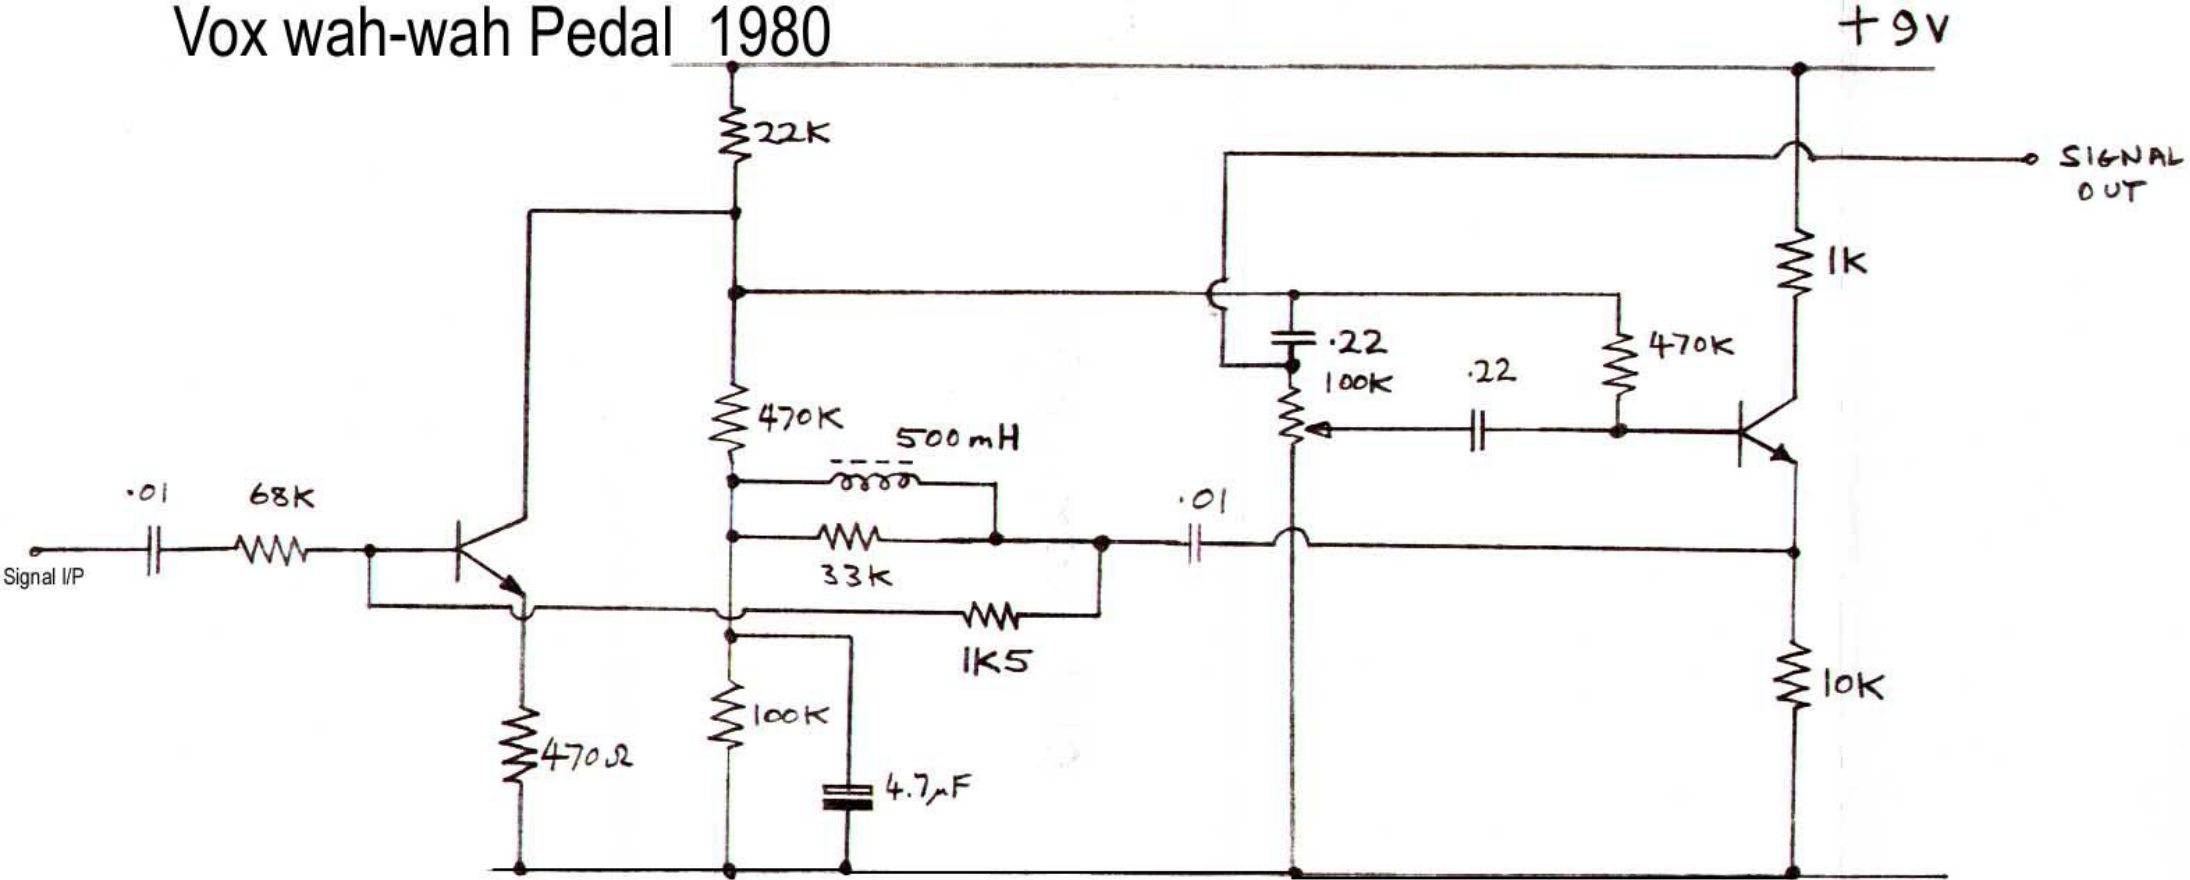 Vox wah-wah Pedal 1980
+9V
22K
SIGNAL
OUT
1K
.22
470K
100K
.22
470K
500mH
.01
68K
.01
Signal I/P
33K
1K5
10K
100K
470Ω
4.7μF